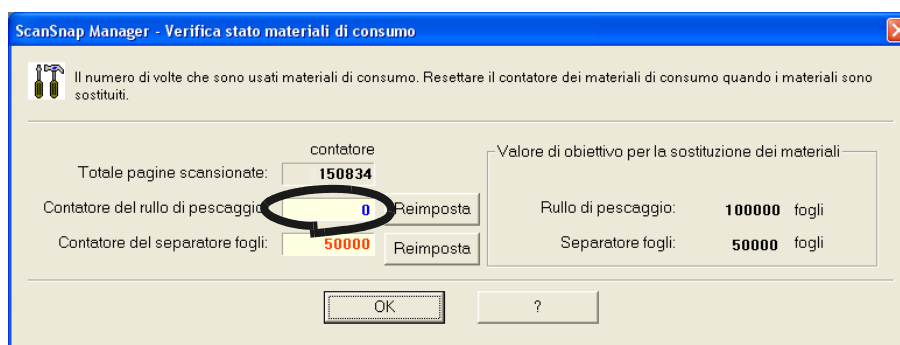 ScanSnap Manager - Verifica stato materiali di consumo
Il numero di volte che sono usati materiali di consumo. Resettare il contatore dei materiali di consumo quando i materiali sono
sostituiti.
contatore
Totale pagine scansionate: 150834
Contatore del rullo di pescaggio 0 Reimposta
Contatore del separatore fogli: 50000 Reimposta
Valore di obiettivo per la sostituzione dei materiali
Rullo di pescaggio: 100000 fogli
Separatore fogli: 50000 fogli
OK ?